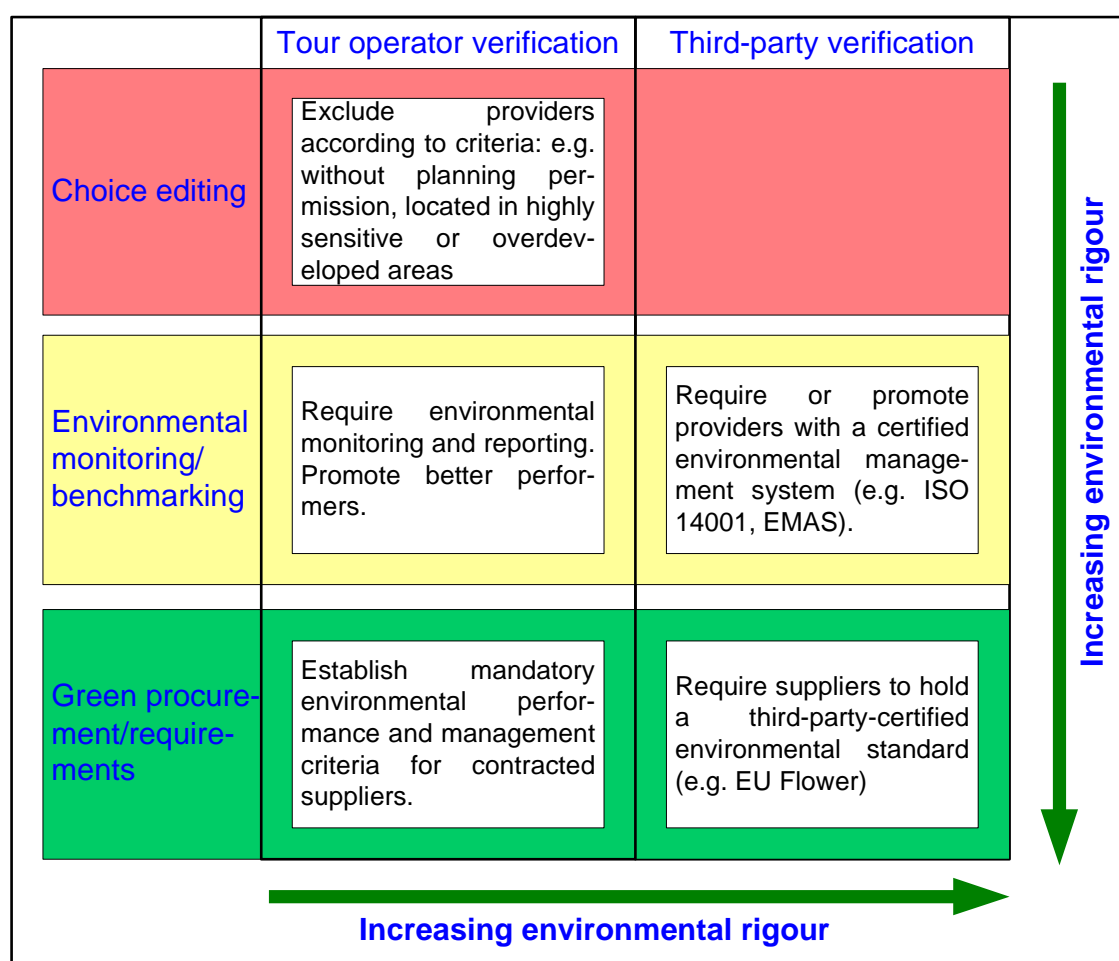 Tour operator verification
Third-party verification
Choice editing
Exclude providers
according to criteria: e.g.
without planning per-
mission, located in highly
sensitive or overdev-
eloped areas
Environmental
monitoring/
benchmarking
Require environmental
monitoring and reporting.
Promote better perfor-
mers.
Require or promote
providers with a certified
environmental manage-
ment system (e.g. ISO
14001, EMAS).
Green procure-
ment/require-
ments
Establish mandatory
environmental perfor-
mance and management
criteria for contracted
suppliers.
Require suppliers to hold
a third-party-certified
environmental standard
(e.g. EU Flower)
Increasing environmental rigour
Increasing environmental rigour